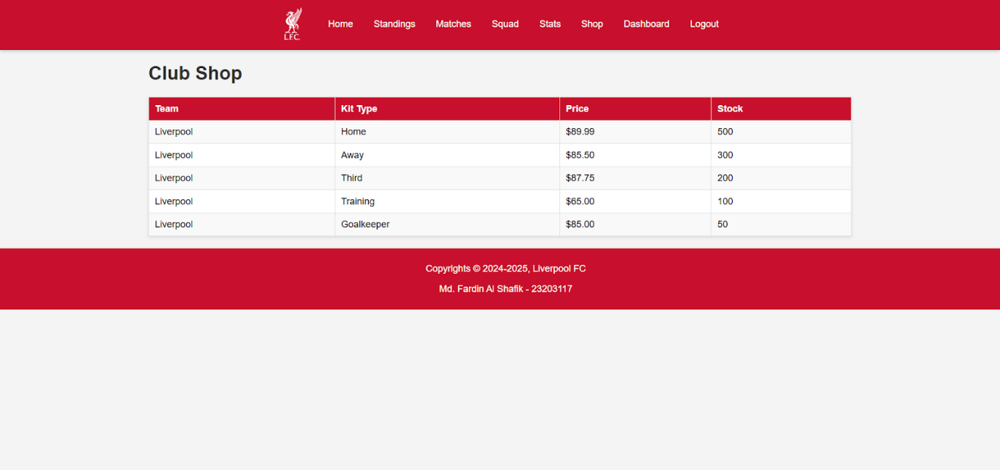 L.F.C.
Home Standings Matches Squad Stats Shop Dashboard Logout
Club Shop
Team Kit Type Price Stock
Liverpool Home $89.99 500
Liverpool Away $85.50 300
Liverpool Third $87.75 200
Liverpool Training $65.00 100
Liverpool Goalkeeper $85.00 50
Copyrights © 2024-2025, Liverpool FC
Md. Fardin Al Shafik - 23203117